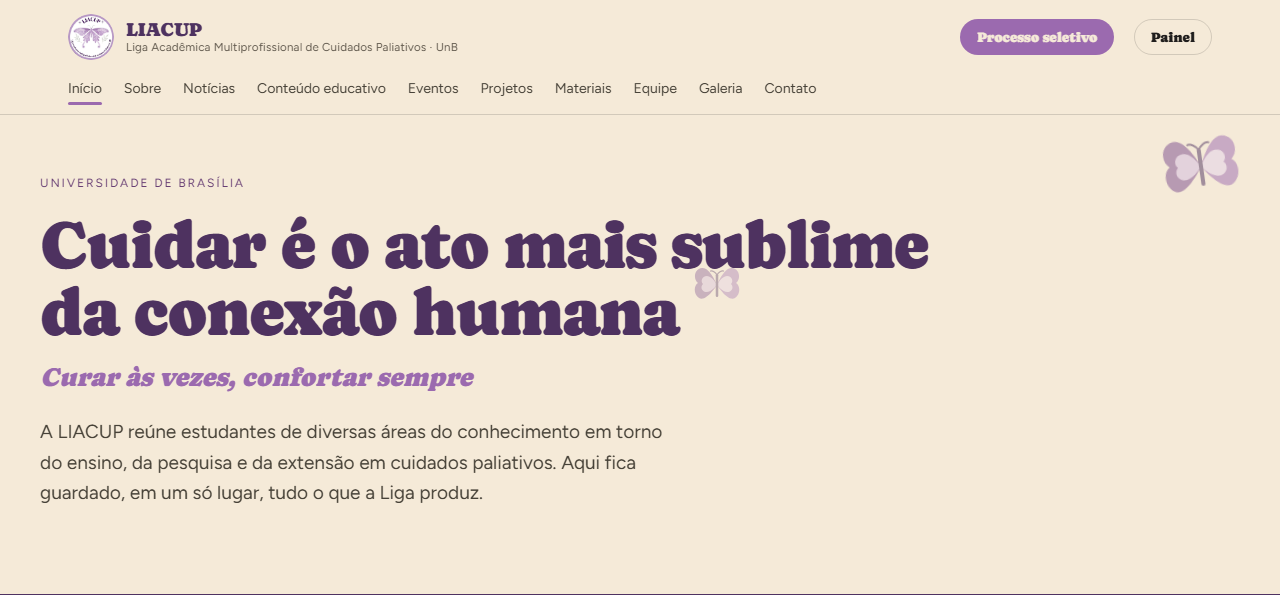 LIACUP
LIACUP
Liga Acadêmica Multiprofissional de Cuidados Paliativos · UnB
Processo seletivo
Painel
Início
Sobre
Notícias
Conteúdo educativo
Eventos
Projetos
Materiais
Equipe
Galeria
Contato
UNIVERSIDADE DE BRASÍLIA
Cuidar é o ato mais sublime
da conexão humana
Curar às vezes, confortar sempre
A LIACUP reúne estudantes de diversas áreas do conhecimento em torno
do ensino, da pesquisa e da extensão em cuidados paliativos. Aqui fica
guardado, em um só lugar, tudo o que a Liga produz.